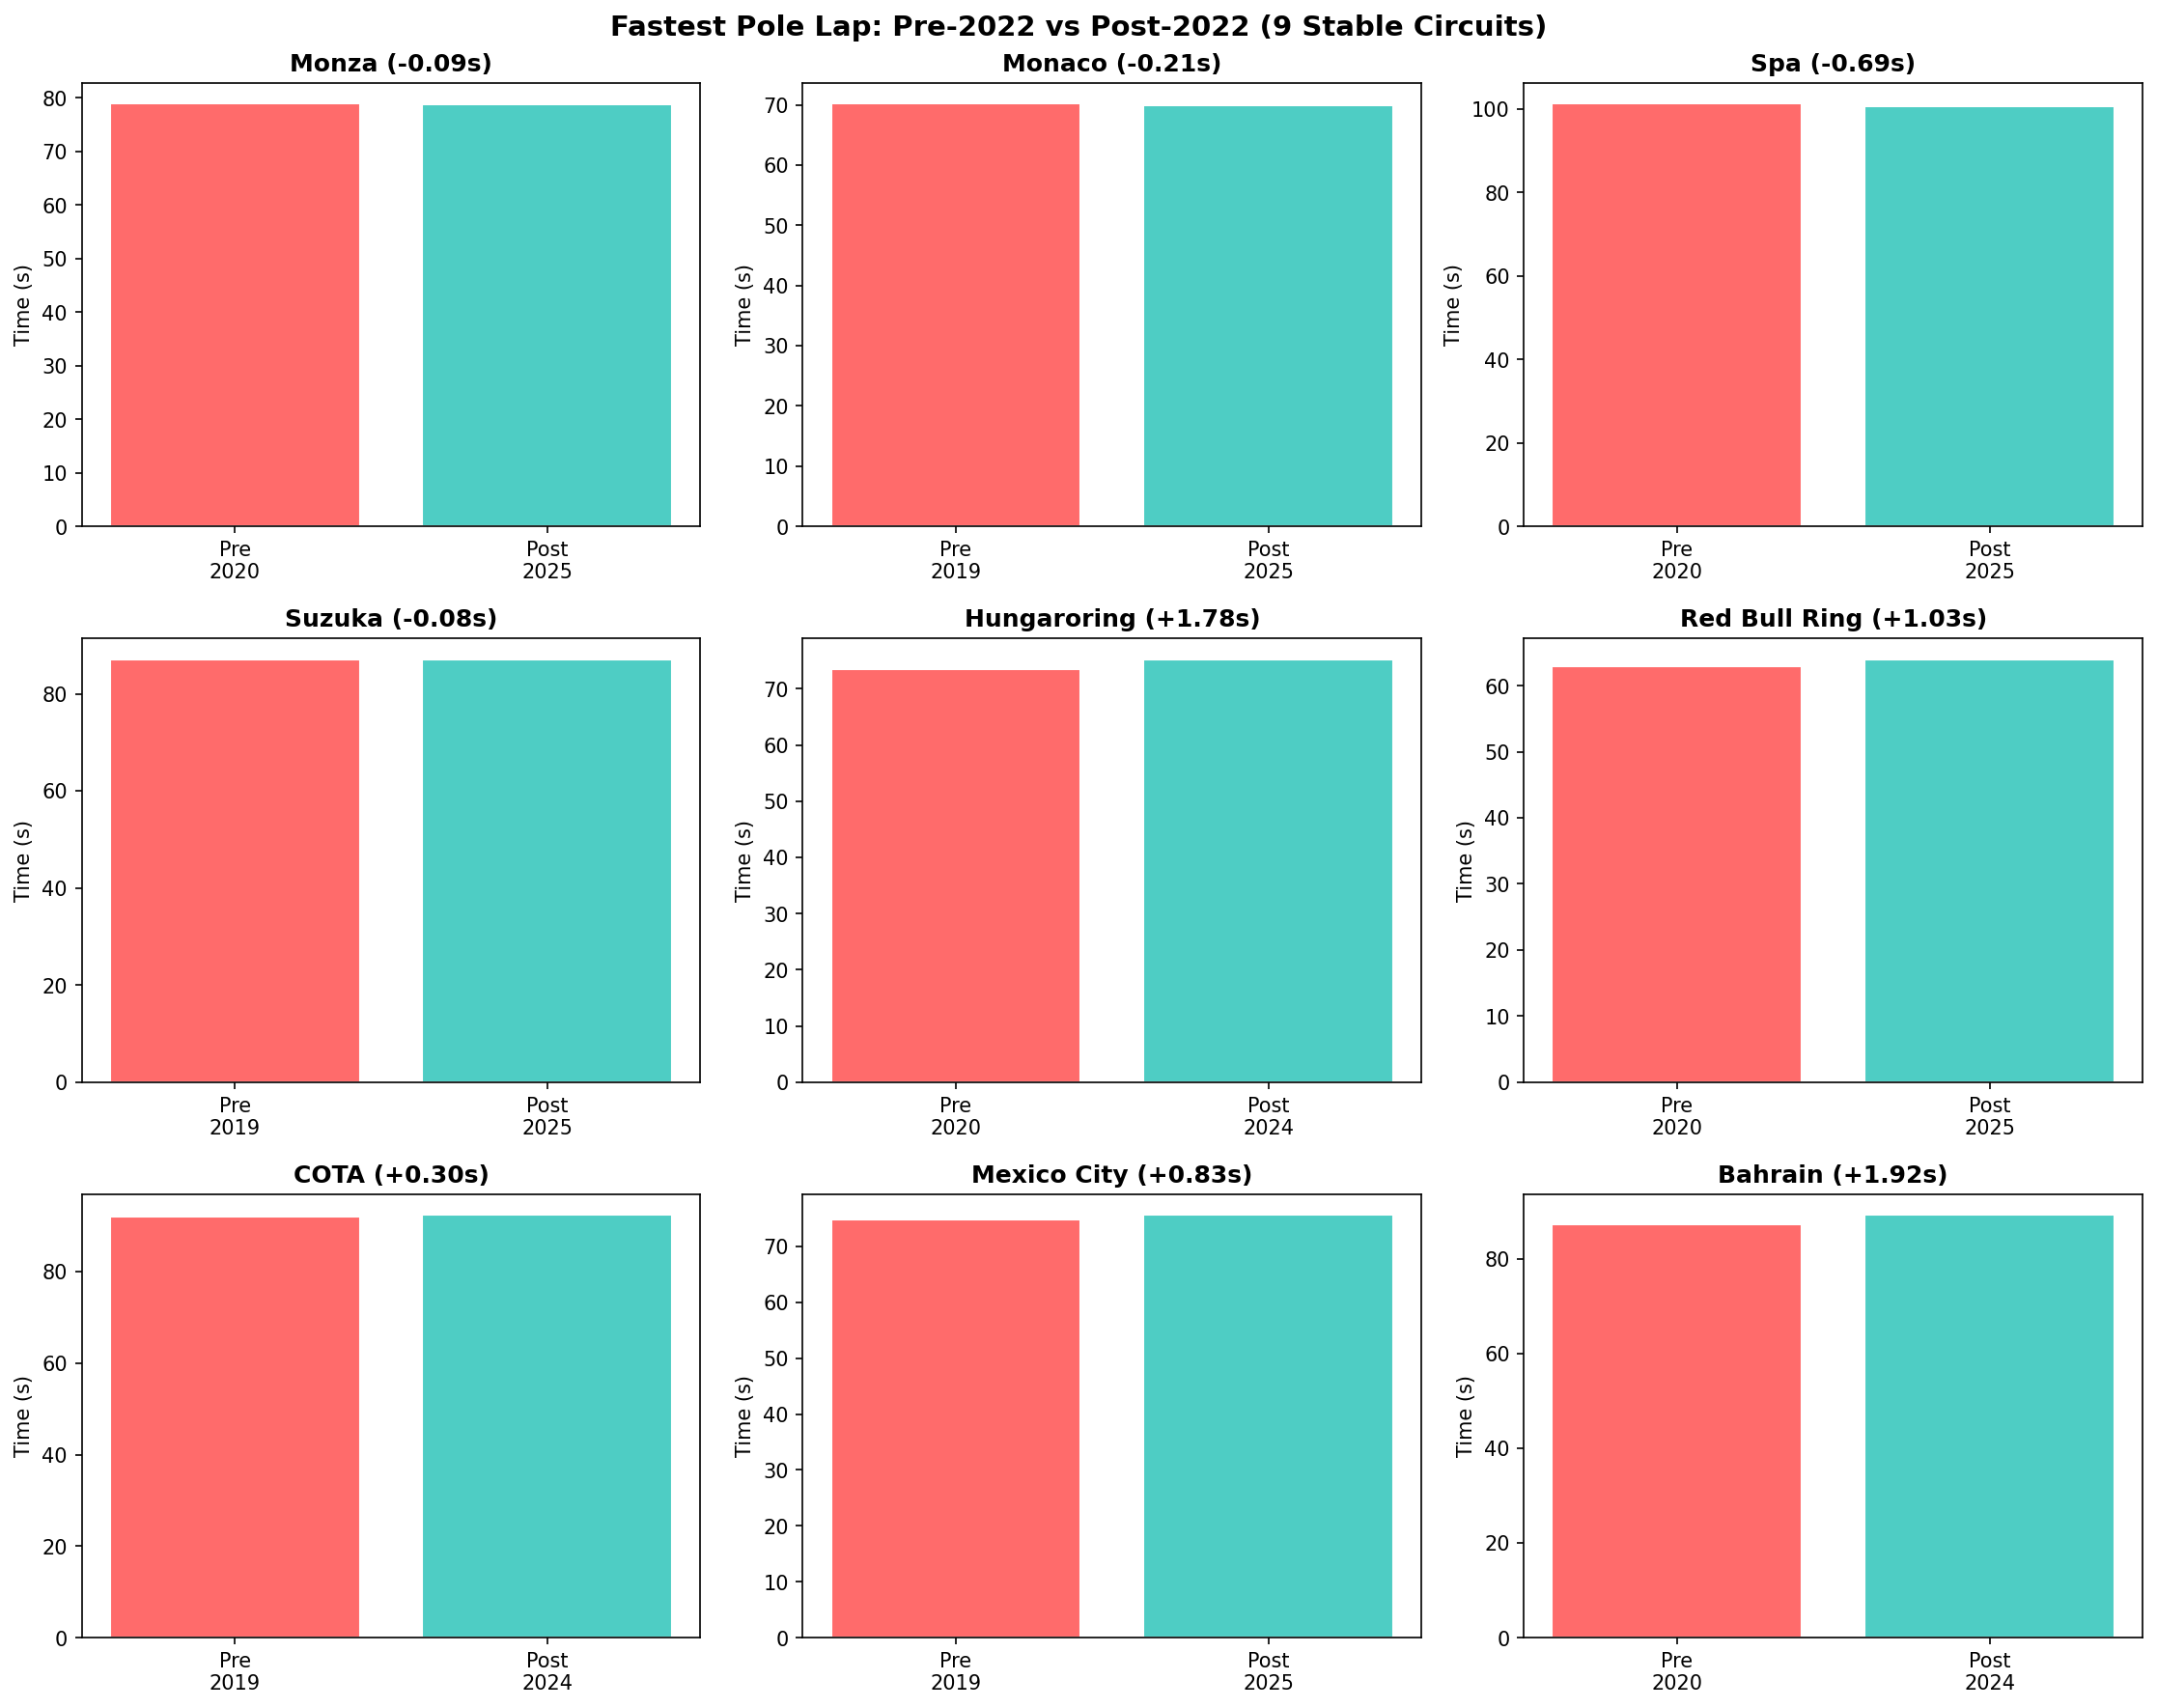 Fastest Pole Lap: Pre-2022 vs Post-2022 (9 Stable Circuits)
Monza (-0.09s)
Time (s)
80
70
60
50
40
30
20
10
0
Pre
2020
Post
2025
Monaco (-0.21s)
Time (s)
70
60
50
40
30
20
10
0
Pre
2019
Post
2025
Spa (-0.69s)
Time (s)
100
80
60
40
20
0
Pre
2020
Post
2025
Suzuka (-0.08s)
Time (s)
80
60
40
20
0
Pre
2019
Post
2025
Hungaroring (+1.78s)
Time (s)
70
60
50
40
30
20
10
0
Pre
2020
Post
2024
Red Bull Ring (+1.03s)
Time (s)
60
50
40
30
20
10
0
Pre
2020
Post
2025
COTA (+0.30s)
Time (s)
80
60
40
20
0
Pre
2019
Post
2024
Mexico City (+0.83s)
Time (s)
70
60
50
40
30
20
10
0
Pre
2019
Post
2025
Bahrain (+1.92s)
Time (s)
80
60
40
20
0
Pre
2020
Post
2024